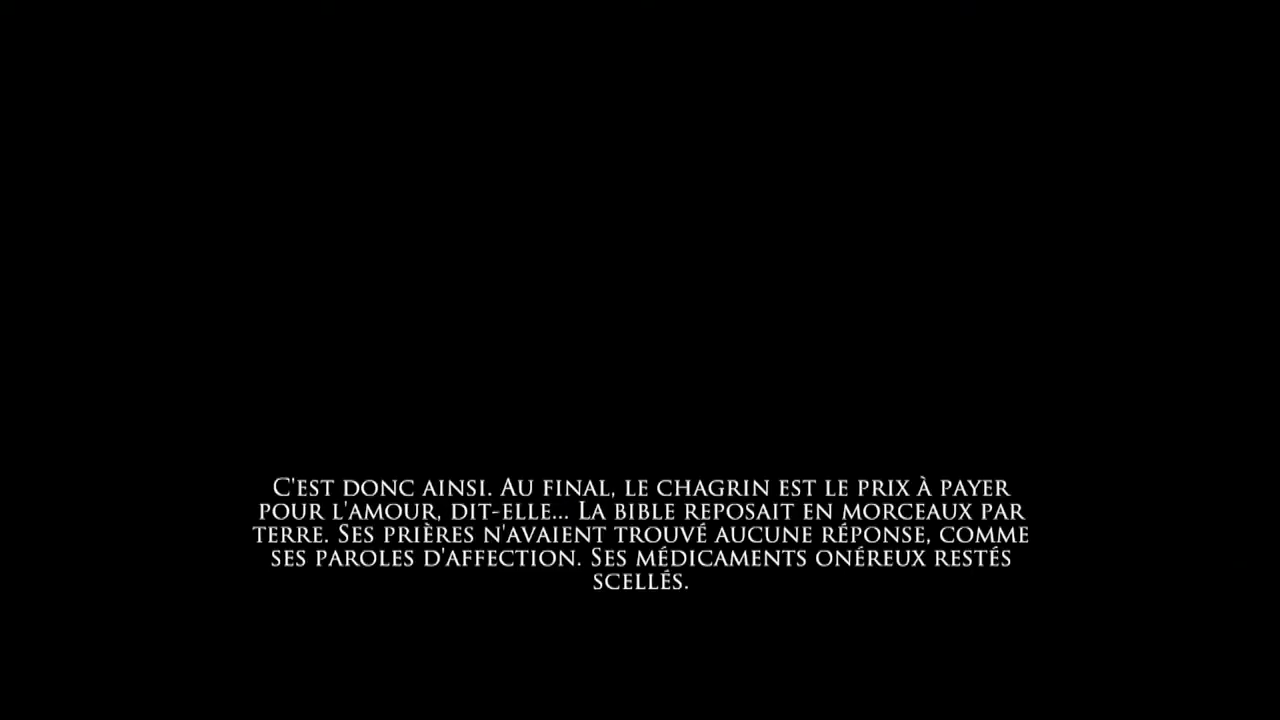 C'est donc ainsi. Au final, le chagrin est le prix à payer
pour l'amour, dit-elle... La bible reposait en morceaux par
terre. Ses prières n'avaient trouvé aucune réponse, comme
ses paroles d'affection. Ses médicaments onéreux restés
scellés.